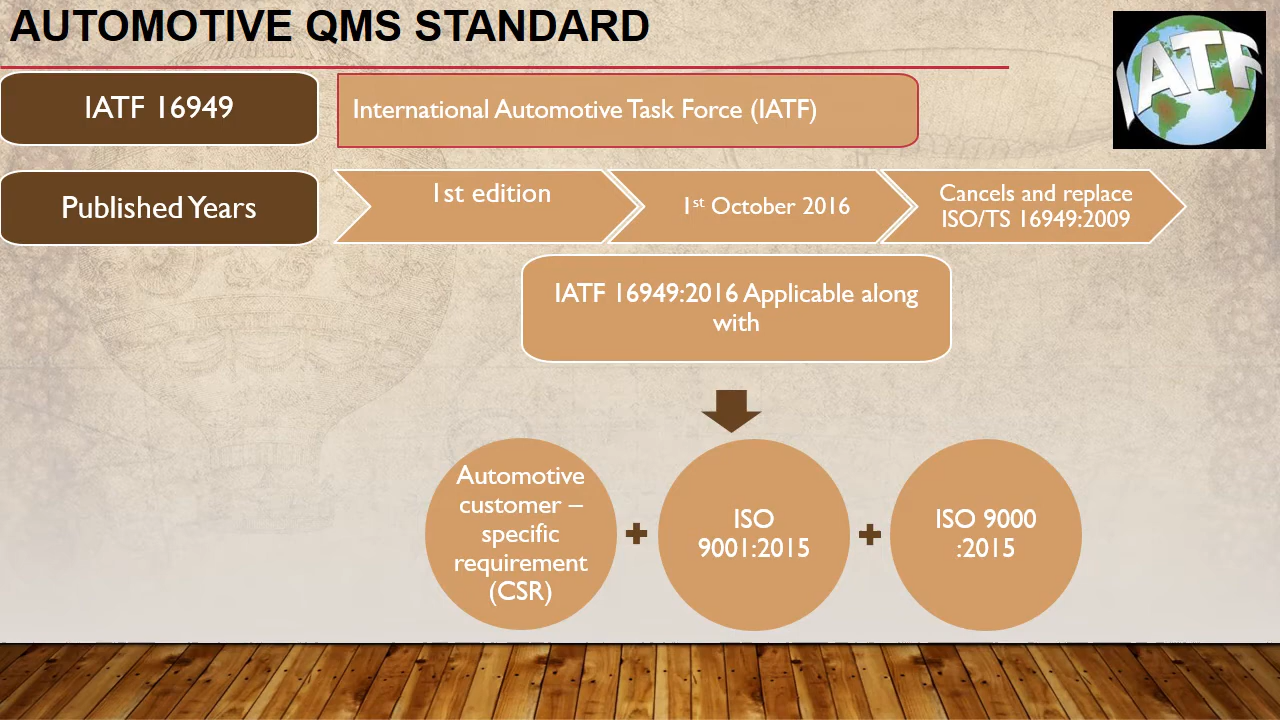 AUTOMOTIVE QMS STANDARD
IATF
IATF 16949
International Automotive Task Force (IATF)
Published Years
1st edition
1st October 2016
Cancels and replace
ISO/TS 16949:2009
IATF 16949:2016 Applicable along
with
Automotive
customer –
specific
requirement
(CSR)
ISO
9001:2015
ISO 9000
:2015